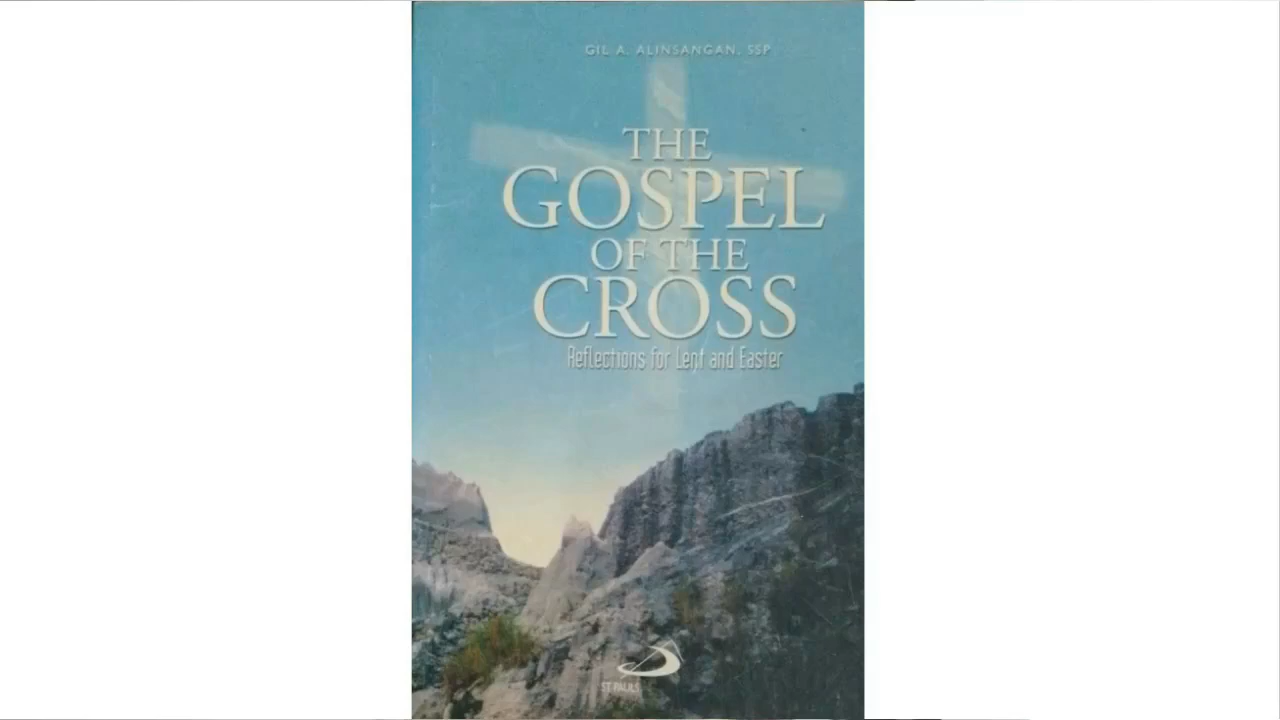 GIL A. ALINSANGAN, SSP
THE
GOSPEL
OF THE
CROSS
Reflections for Lent and Easter
ST PAULS